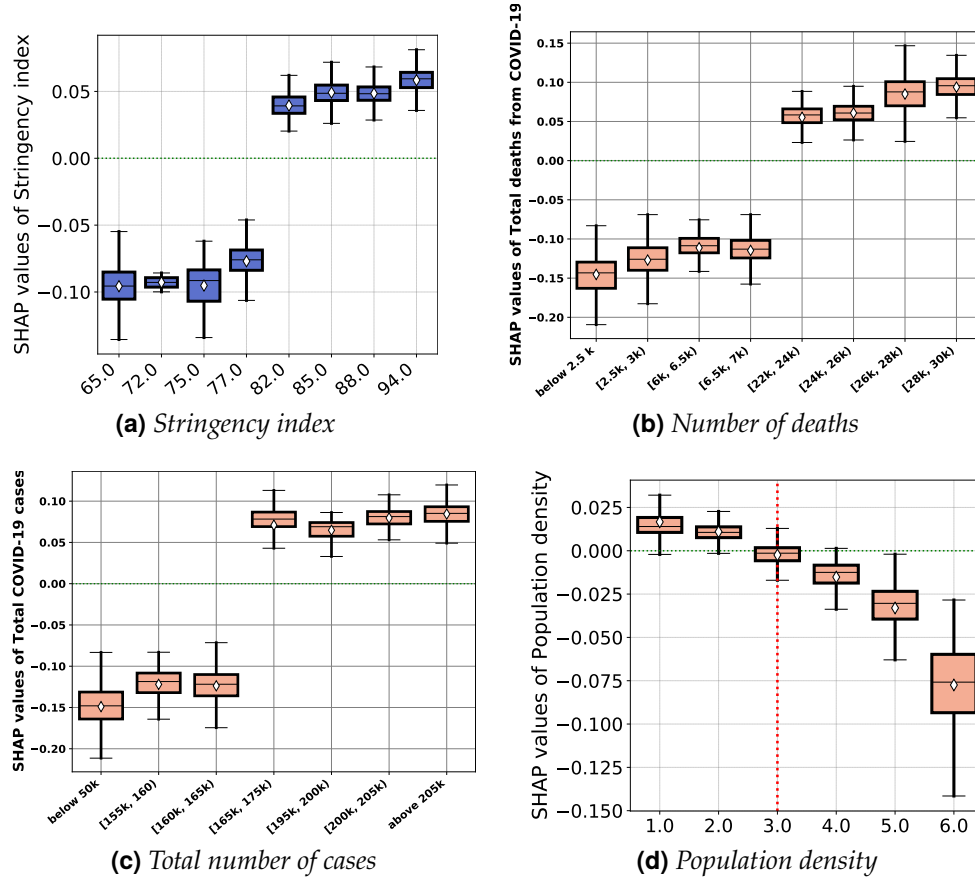 SHAP values of Stringency index
0.05
0.00
−0.05
−0.10
65.0 72.0 75.0 77.0 82.0 85.0 88.0 94.0
(a) Stringency index
SHAP values of Total deaths from COVID-19
0.15
0.10
0.05
0.00
−0.05
−0.10
−0.15
−0.20
below 2.5 k [2.5k, 3k) [6k, 6.5k) [6.5k, 7k) [22k, 24k) [24k, 26k) [26k, 28k) [28k, 30k)
(b) Number of deaths
SHAP values of Total COVID-19 cases
0.10
0.05
0.00
−0.05
−0.10
−0.15
−0.20
below 50k [155k, 160) [160k, 165k) [165k, 175k) [195k, 200k) [200k, 205k) above 205k
(c) Total number of cases
SHAP values of Population density
0.025
0.000
−0.025
−0.050
−0.075
−0.100
−0.125
−0.150
1.0 2.0 3.0 4.0 5.0 6.0
(d) Population density